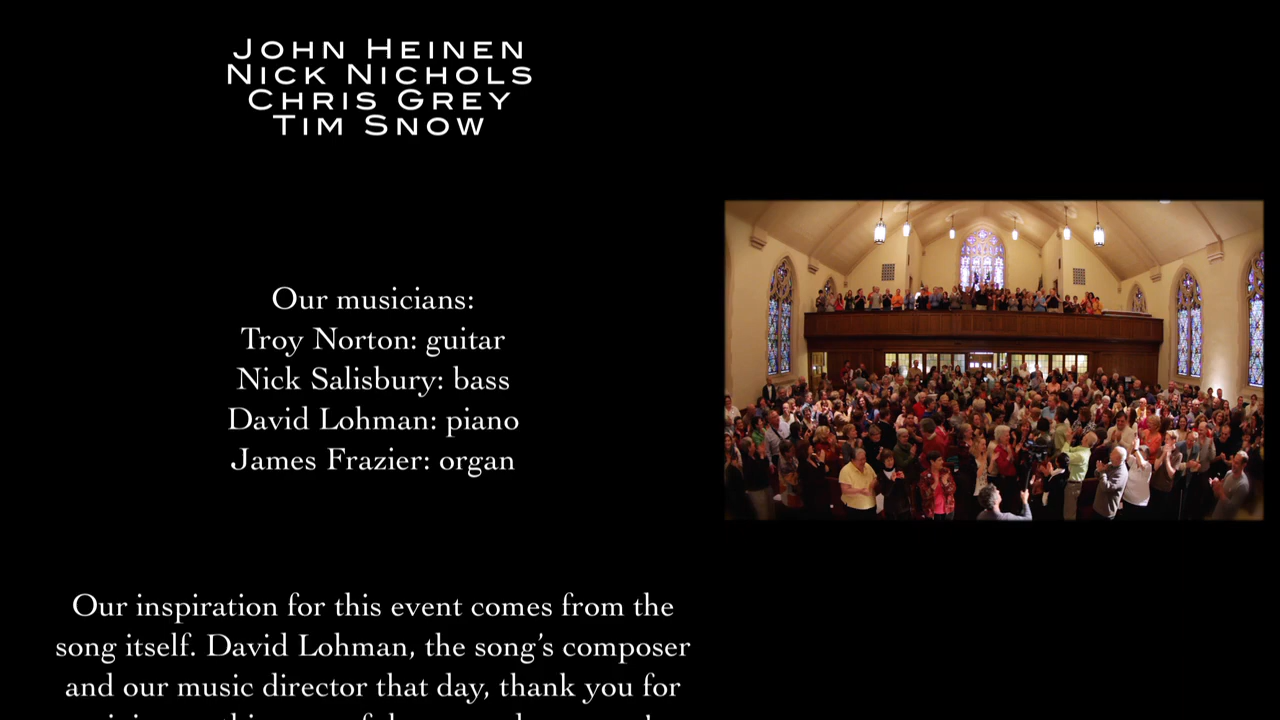 JOHN HEINEN
NICK NICHOLS
CHRIS GREY
TIM SNOW
Our musicians:
Troy Norton: guitar
Nick Salisbury: bass
David Lohman: piano
James Frazier: organ
Our inspiration for this event comes from the
song itself. David Lohman, the song’s composer
and our music director that day, thank you for